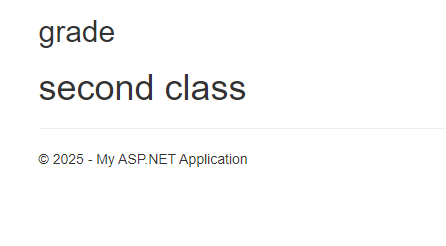 grade
second class
© 2025 - My ASP.NET Application